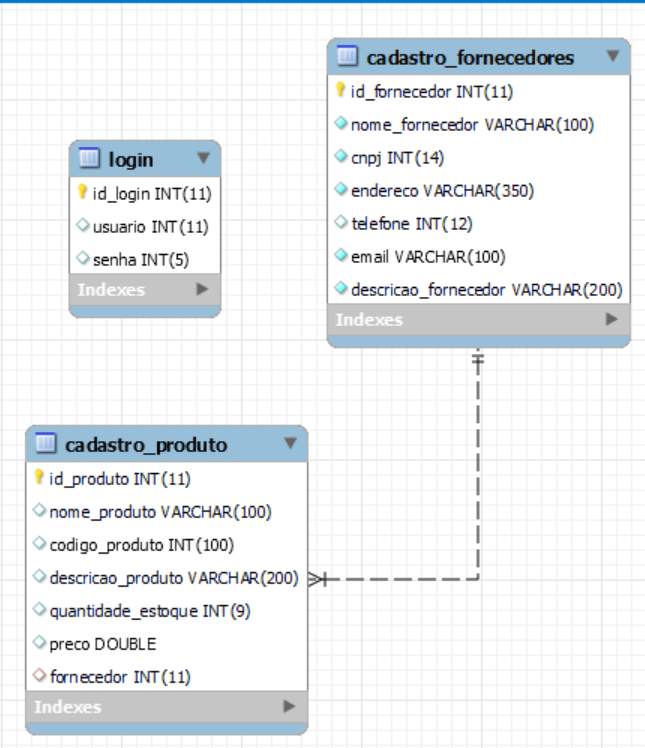 cadastro_fornecedores
id_fornecedor INT(11)
nome_fornecedor VARCHAR(100)
cnpj INT(14)
endereco VARCHAR(350)
telefone INT(12)
email VARCHAR(100)
descricao_fornecedor VARCHAR(200)
Indexes
login
id_login INT(11)
usuario INT(11)
senha INT(5)
Indexes
cadastro_produto
id_produto INT(11)
nome_produto VARCHAR(100)
codigo_produto INT(100)
descricao_produto VARCHAR(200)
quantidade_estoque INT(9)
preco DOUBLE
fornecedor INT(11)
Indexes